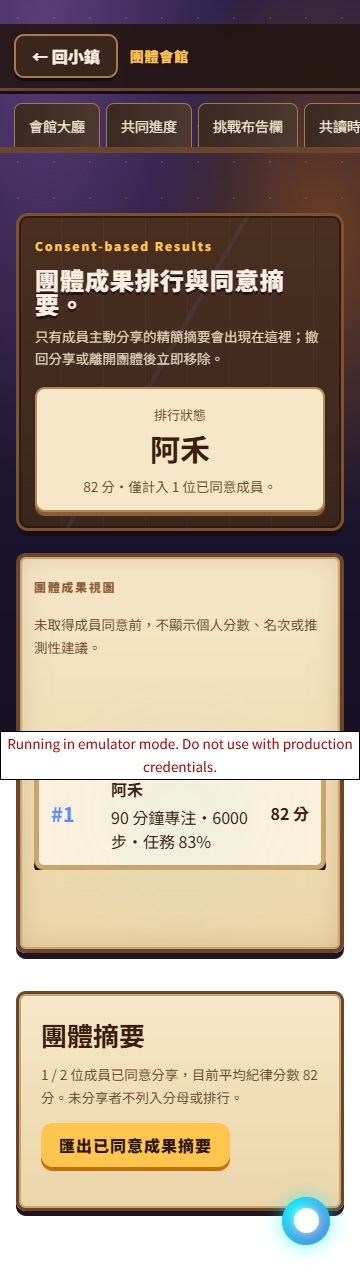 ← 回小鎮
團體會館
會館大廳
共同進度
挑戰布告欄
共讀時
Consent-based Results
團體成果排行與同意摘
要。
只有成員主動分享的精簡摘要會出現在這裡；撤
回分享或離開團體後立即移除。
排行狀態
阿禾
82 分・僅計入 1 位已同意成員。
團體成果視圖
未取得成員同意前，不顯示個人分數、名次或推
測性建議。
Running in emulator mode. Do not use with production
credentials.
#1
阿禾
90 分鐘專注・6000
步・任務 83%
82 分
團體摘要
1 / 2 位成員已同意分享，目前平均紀律分數 82
分。未分享者不列入分母或排行。
匯出已同意成果摘要